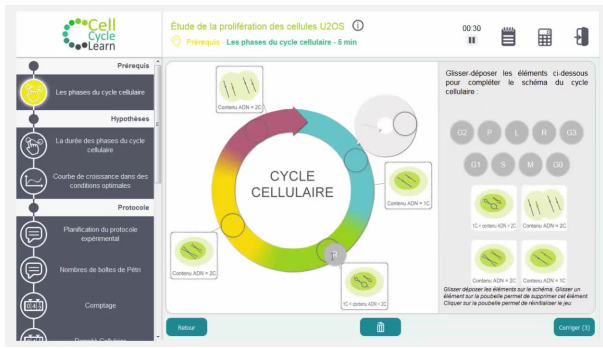 Cell
Cycle
Learn
Étude de la prolifération des cellules U2OS
Prérequis - Les phases du cycle cellulaire - 5 min
00:30
Prérequis
Les phases du cycle cellulaire
Hypothèses
La durée des phases du cycle
cellulaire
Courbe de croissance dans des
conditions optimales
Protocole
Planification du protocole
expérimental
Nombres de boîtes de Pétri
Comptage
Densité Cellulaire
Contenu ADN = 2C
Contenu ADN = 1C
CYCLE
CELLULAIRE
Contenu ADN = 2C
1C < contenu ADN < 2C
Glisser-déposer les éléments ci-dessous
pour compléter le schéma du cycle
cellulaire :
G2 P L R G3
G1 S M G0
1C < contenu ADN < 2C
Contenu ADN = 2C
Contenu ADN = 2C
Contenu ADN = 1C
Glisser déposer les éléments sur le schéma. Glisser un
élément sur la poubelle permet de supprimer cet élément.
Cliquer sur la poubelle permet de réinitialiser le jeu
Retour
Corriger (3)